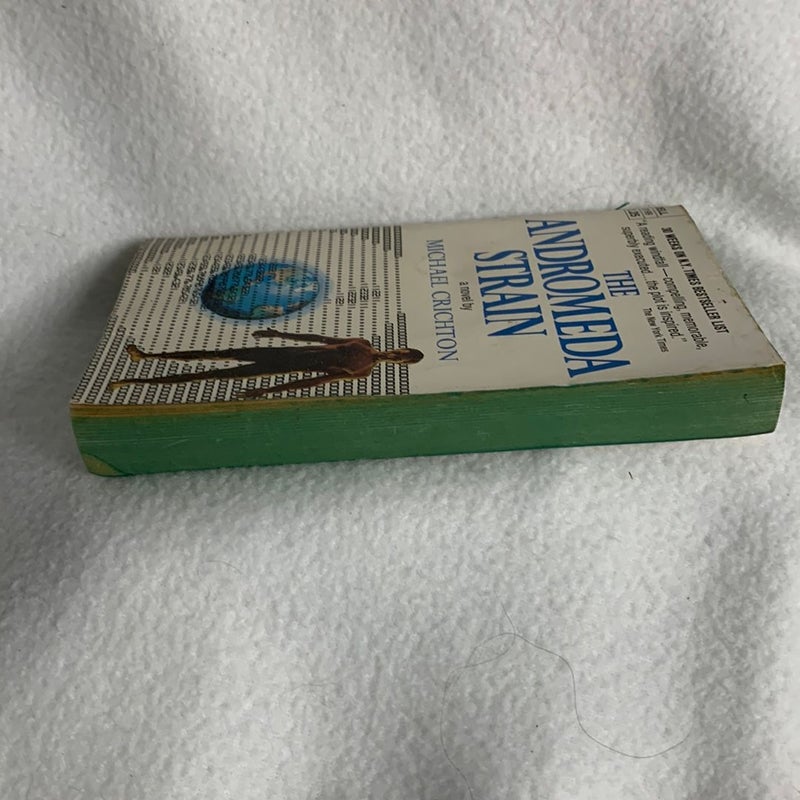 30 WEEKS ON N.Y. TIMES BESTSELLER LIST
"A reading windfall—compelling, memorable,
superbly executed...the plot is inspired."
The New York Times
THE
ANDROMEDA
STRAIN
a novel by
MICHAEL CRICHTON